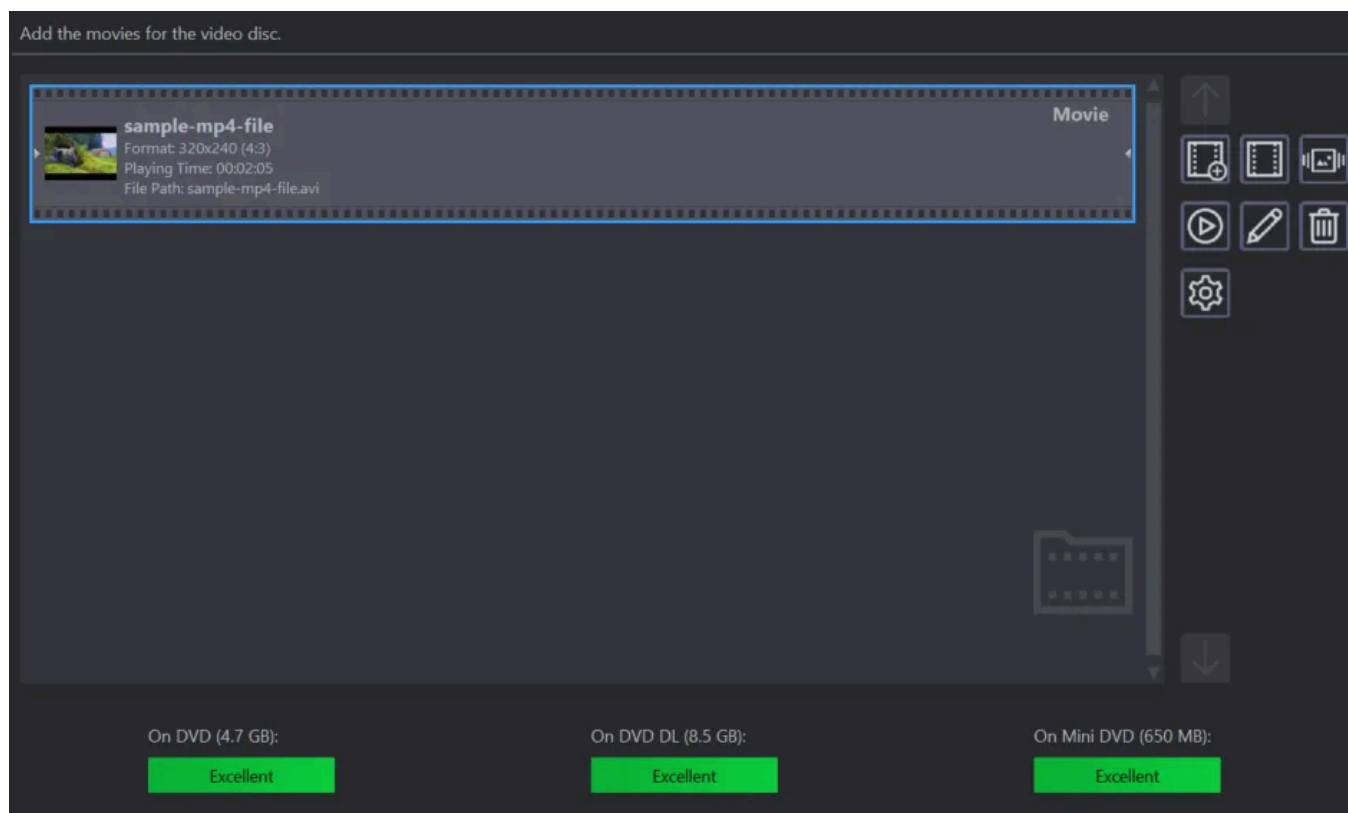 Add the movies for the video disc.
Movie
sample-mp4-file
Format: 320x240 (4:3)
Playing Time: 00:02:05
File Path: sample-mp4-file.avi
On DVD (4.7 GB):
Excellent
On DVD DL (8.5 GB):
Excellent
On Mini DVD (650 MB):
Excellent